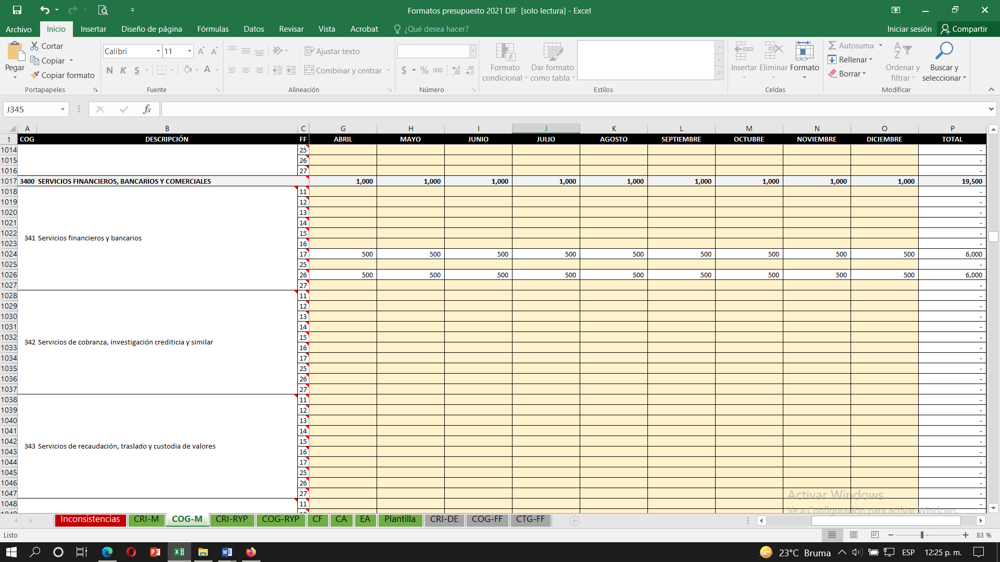 Formatos presupuesto 2021 DIF [solo lectura] - Excel
Archivo Inicio Insertar Diseño de página Fórmulas Datos Revisar Vista Acrobat ¿Qué desea hacer? Iniciar sesión Compartir
Pegar Cortar Copiar Copiar formato
Calibri 11
N K S A
Ajustar texto
Combinar y centrar
$ % 000
Formato condicional
Dar formato como tabla
Insertar Eliminar Formato
Autosuma
Rellenar
Borrar
Ordenar y filtrar
Buscar y seleccionar
Portapapeles Fuente Alineación Número Estilos Celdas Modificar
J345 fx
A B C G H I J K L M N O P
1 COG DESCRIPCIÓN FF ABRIL MAYO JUNIO JULIO AGOSTO SEPTIEMBRE OCTUBRE NOVIEMBRE DICIEMBRE TOTAL
1014 25 -
1015 26 -
1016 27 -
1017 3400 SERVICIOS FINANCIEROS, BANCARIOS Y COMERCIALES 1,000 1,000 1,000 1,000 1,000 1,000 1,000 1,000 1,000 19,500
1018 11 -
1019 12 -
1020 13 -
1021 14 -
1022 15 -
341 Servicios financieros y bancarios
1023 16 -
1024 17 500 500 500 500 500 500 500 500 500 6,000
1025 25 -
1026 26 500 500 500 500 500 500 500 500 500 6,000
1027 27 -
1028 11 -
1029 12 -
1030 13 -
1031 14 -
1032 15 -
342 Servicios de cobranza, investigación crediticia y similar
1033 16 -
1034 17 -
1035 25 -
1036 26 -
1037 27 -
1038 11 -
1039 12 -
1040 13 -
1041 14 -
1042 15 -
343 Servicios de recaudación, traslado y custodia de valores
1043 16 -
1044 17 -
1045 25 -
1046 26 -
1047 27 -
1048 11 -
Activar Windows
Ve a Configuración para activar Windows.
Inconsistencias CRI-M COG-M CRI-RYP COG-RYP CF CA EA Plantilla CRI-DE COG-FF CTG-FF
Listo 83 %
23°C Bruma ESP 12:25 p. m.